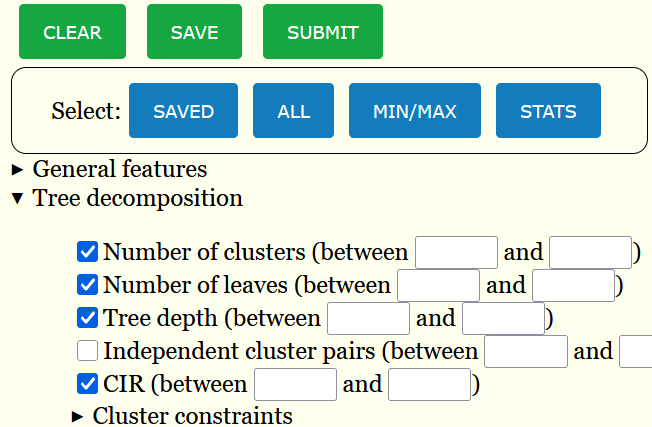 CLEAR SAVE SUBMIT
Select: SAVED ALL MIN/MAX STATS
► General features
▼ Tree decomposition
Number of clusters (between and )
Number of leaves (between and )
Tree depth (between and )
Independent cluster pairs (between and
CIR (between and )
► Cluster constraints